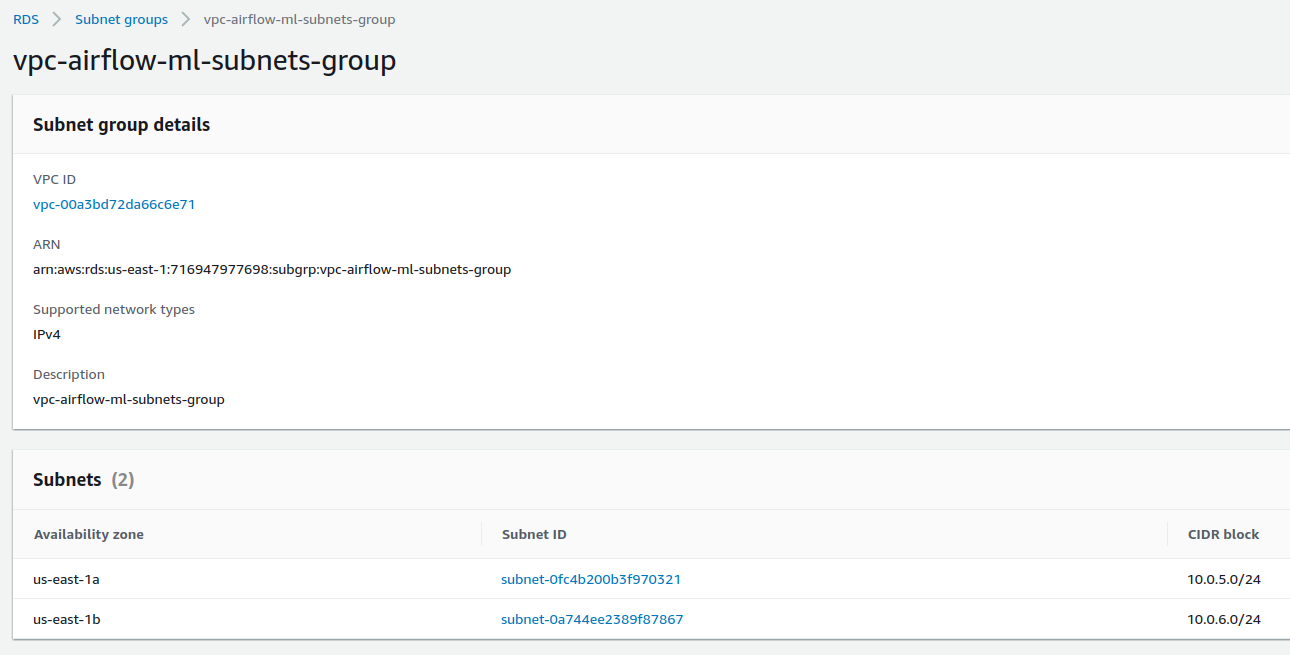 RDS > Subnet groups > vpc-airflow-ml-subnets-group
vpc-airflow-ml-subnets-group
Subnet group details
VPC ID
vpc-00a3bd72da66c6e71
ARN
arn:aws:rds:us-east-1:716947977698:subgrp:vpc-airflow-ml-subnets-group
Supported network types
IPv4
Description
vpc-airflow-ml-subnets-group
Subnets (2)
Availability zone Subnet ID CIDR block
us-east-1a subnet-0fc4b200b3f970321 10.0.5.0/24
us-east-1b subnet-0a744ee2389f87867 10.0.6.0/24